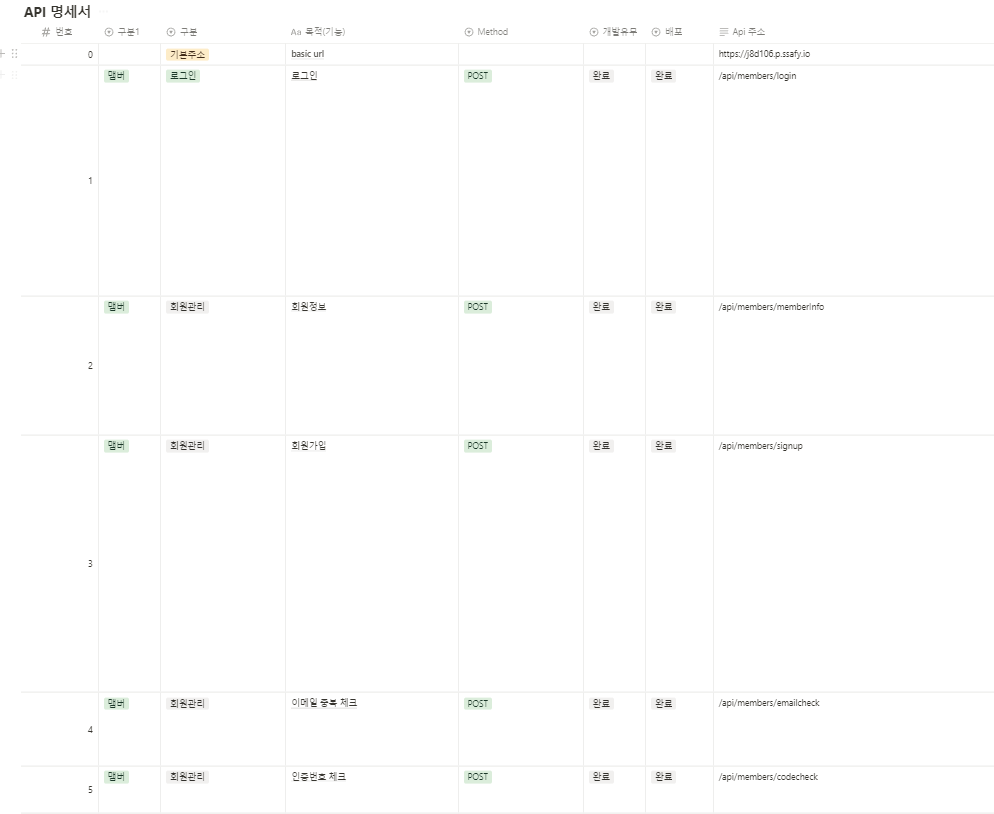 API 명세서
번호 구분1 구분 Aa 목적(기능) Method 개발유무 배포 Api 주소
0 기본주소 basic url https://j8d106.p.ssafy.io
1 맴버 로그인 로그인 POST 완료 완료 /api/members/login
2 맴버 회원관리 회원정보 POST 완료 완료 /api/members/memberInfo
3 맴버 회원관리 회원가입 POST 완료 완료 /api/members/signup
4 맴버 회원관리 이메일 중복 체크 POST 완료 완료 /api/members/emailcheck
5 맴버 회원관리 인증번호 체크 POST 완료 완료 /api/members/codecheck